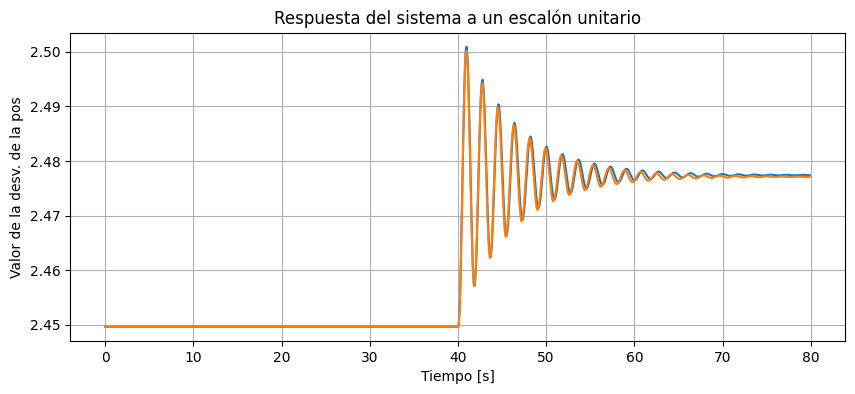 Respuesta del sistema a un escalón unitario
Valor de la desv. de la pos
2.50
2.49
2.48
2.47
2.46
2.45
0 10 20 30 40 50 60 70 80
Tiempo [s]